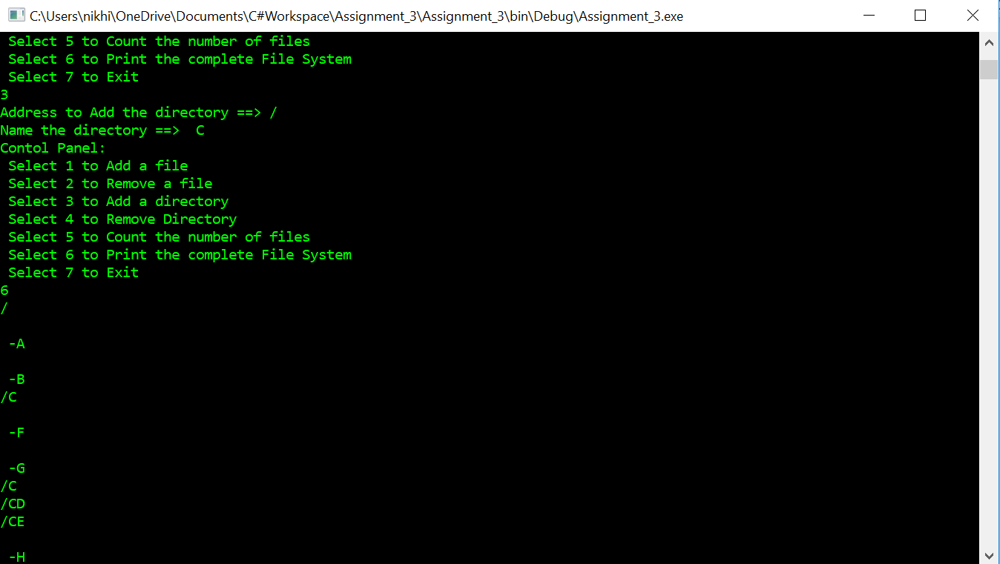 C:\Users\nikhi\OneDrive\Documents\C#Workspace\Assignment_3\Assignment_3\bin\Debug\Assignment_3.exe
Select 5 to Count the number of files
Select 6 to Print the complete File System
Select 7 to Exit
3
Address to Add the directory ==> /
Name the directory ==>  C
Contol Panel:
Select 1 to Add a file
Select 2 to Remove a file
Select 3 to Add a directory
Select 4 to Remove Directory
Select 5 to Count the number of files
Select 6 to Print the complete File System
Select 7 to Exit
6
/
-A
-B
/C
-F
-G
/C
/CD
/CE
-H